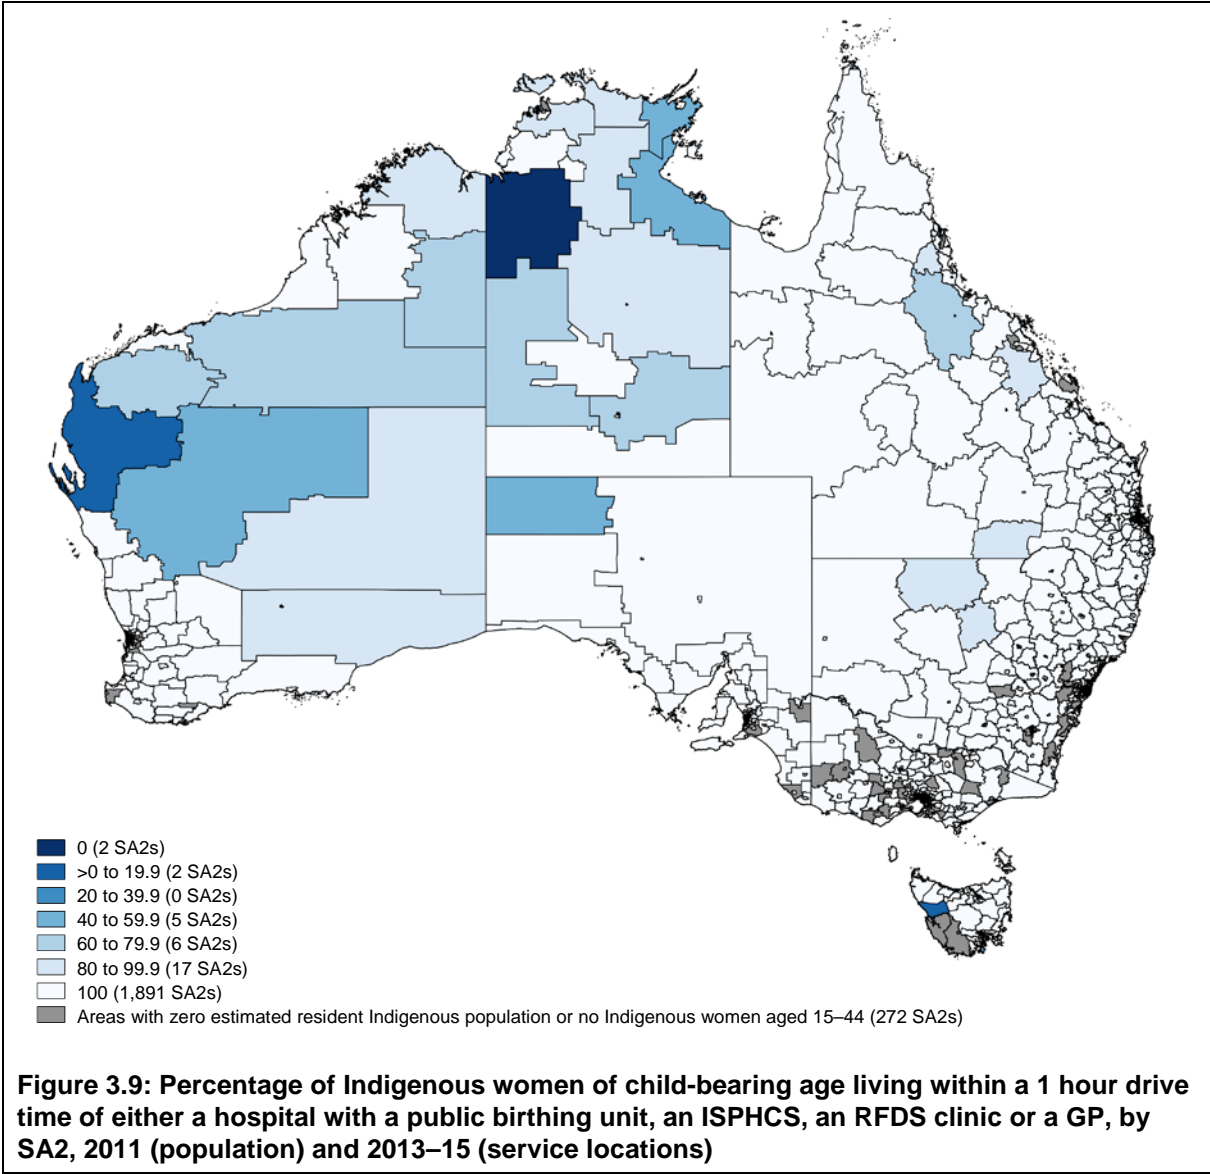 0 (2 SA2s)
>0 to 19.9 (2 SA2s)
20 to 39.9 (0 SA2s)
40 to 59.9 (5 SA2s)
60 to 79.9 (6 SA2s)
80 to 99.9 (17 SA2s)
100 (1,891 SA2s)
Areas with zero estimated resident Indigenous population or no Indigenous women aged 15–44 (272 SA2s)
Figure 3.9: Percentage of Indigenous women of child-bearing age living within a 1 hour drive
time of either a hospital with a public birthing unit, an ISPHCS, an RFDS clinic or a GP, by
SA2, 2011 (population) and 2013–15 (service locations)